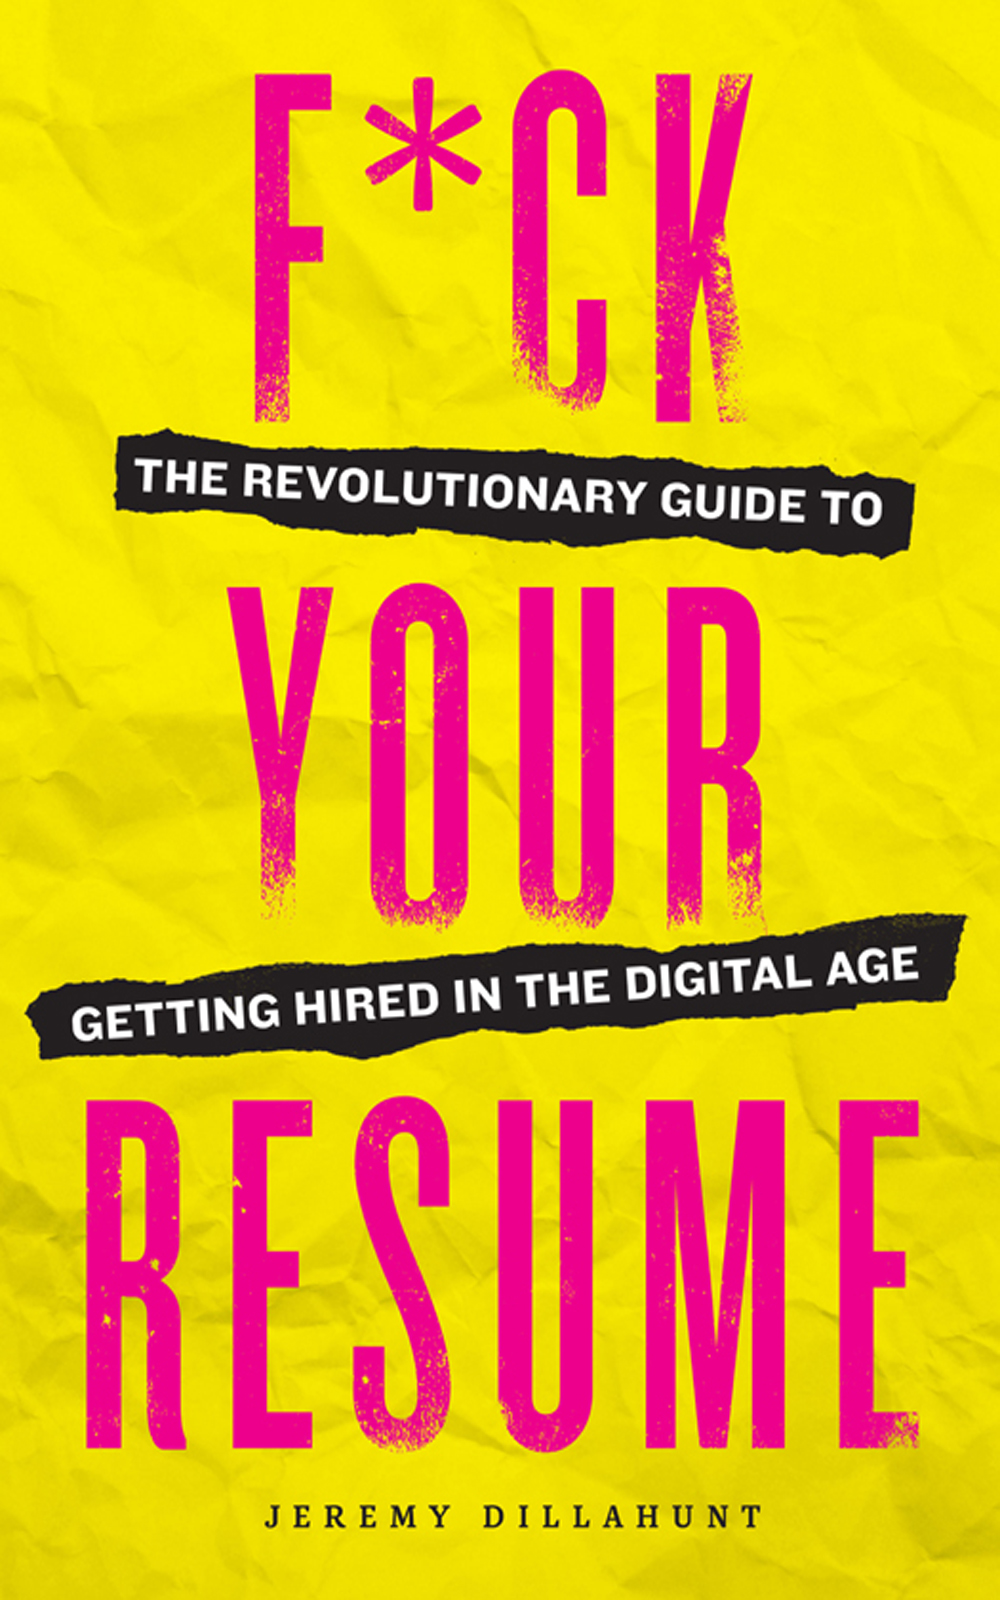 F*CK
THE REVOLUTIONARY GUIDE TO
YOUR
GETTING HIRED IN THE DIGITAL AGE
RESUME
JEREMY DILLAHUNT